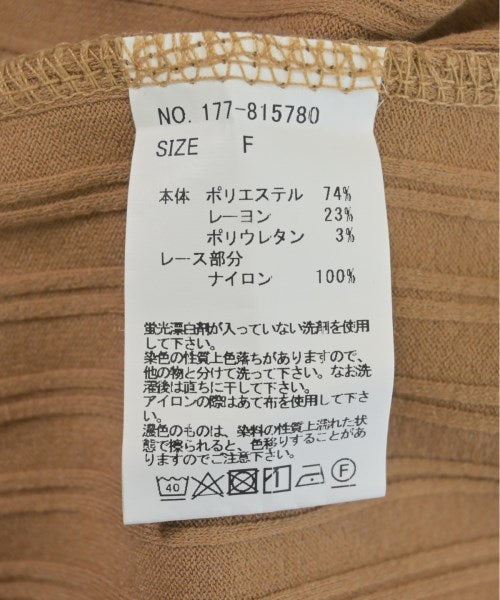 NO. 177-815780
SIZE F
本体 ポリエステル 74%
レーヨン 23%
ポリウレタン 3%
レース部分
ナイロン 100%
蛍光漂白剤が入っていない洗剤を使用
して下さい。
染色の性質上色落ちがありますので、
他の物と分けて洗って下さい。なお洗
濯後は直ちに干して下さい。
アイロンの際はあて布を使用して下さ
い。
濃色のものは、染料の性質上濡れた状
態で擦られると、色移りすることがあ
りますのでご注意下さい。
40 F